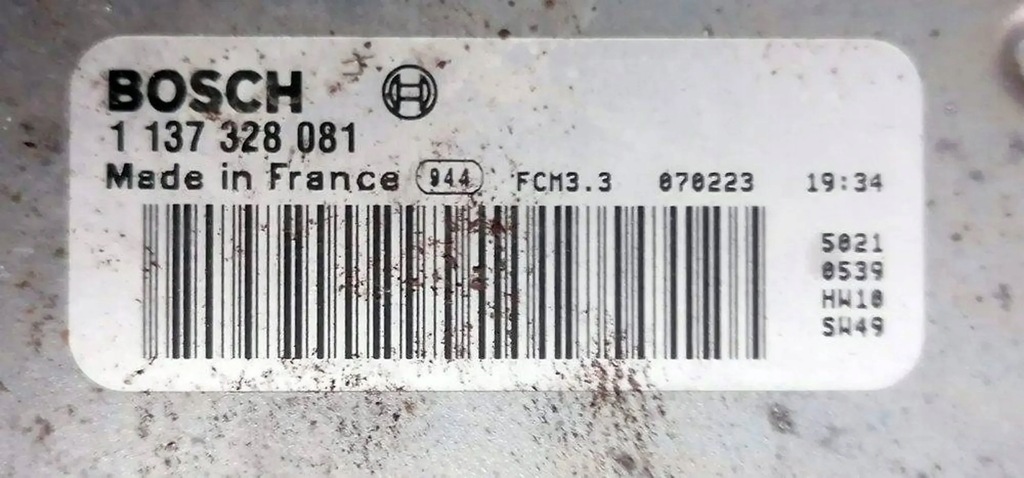 BOSCH
1 137 328 081
Made in France 944 FCM3.3 070223 19:34
5021
0539
HW10
SW49